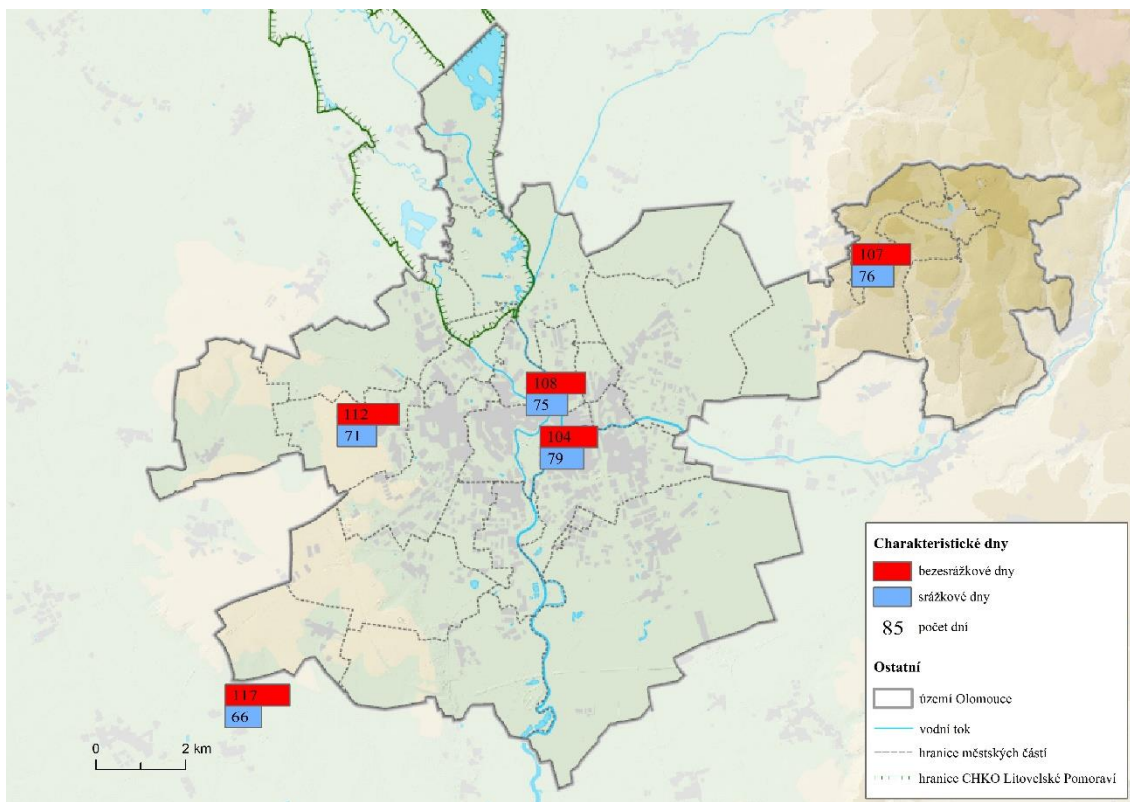 107
76
108
75
112
71
104
79
117
66
0 2 km
Charakteristické dny
bezesrážkové dny
srážkové dny
85 počet dní
Ostatní
území Olomouce
vodní tok
hranice městských částí
hranice CHKO Litovelské Pomoraví